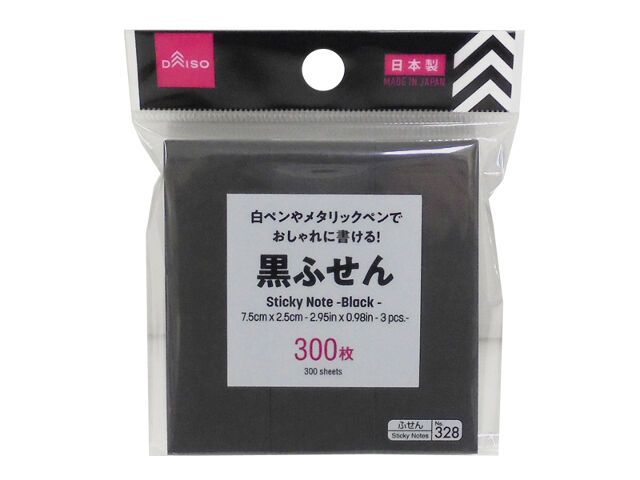 DAISO
日本製
MADE IN JAPAN
白ペンやメタリックペンで
おしゃれに書ける!
黒ふせん
Sticky Note -Black -
7.5cm x 2.5cm - 2.95in x 0.98in - 3 pcs.-
300枚
300 sheets
ふせん
Sticky Notes
No.
328